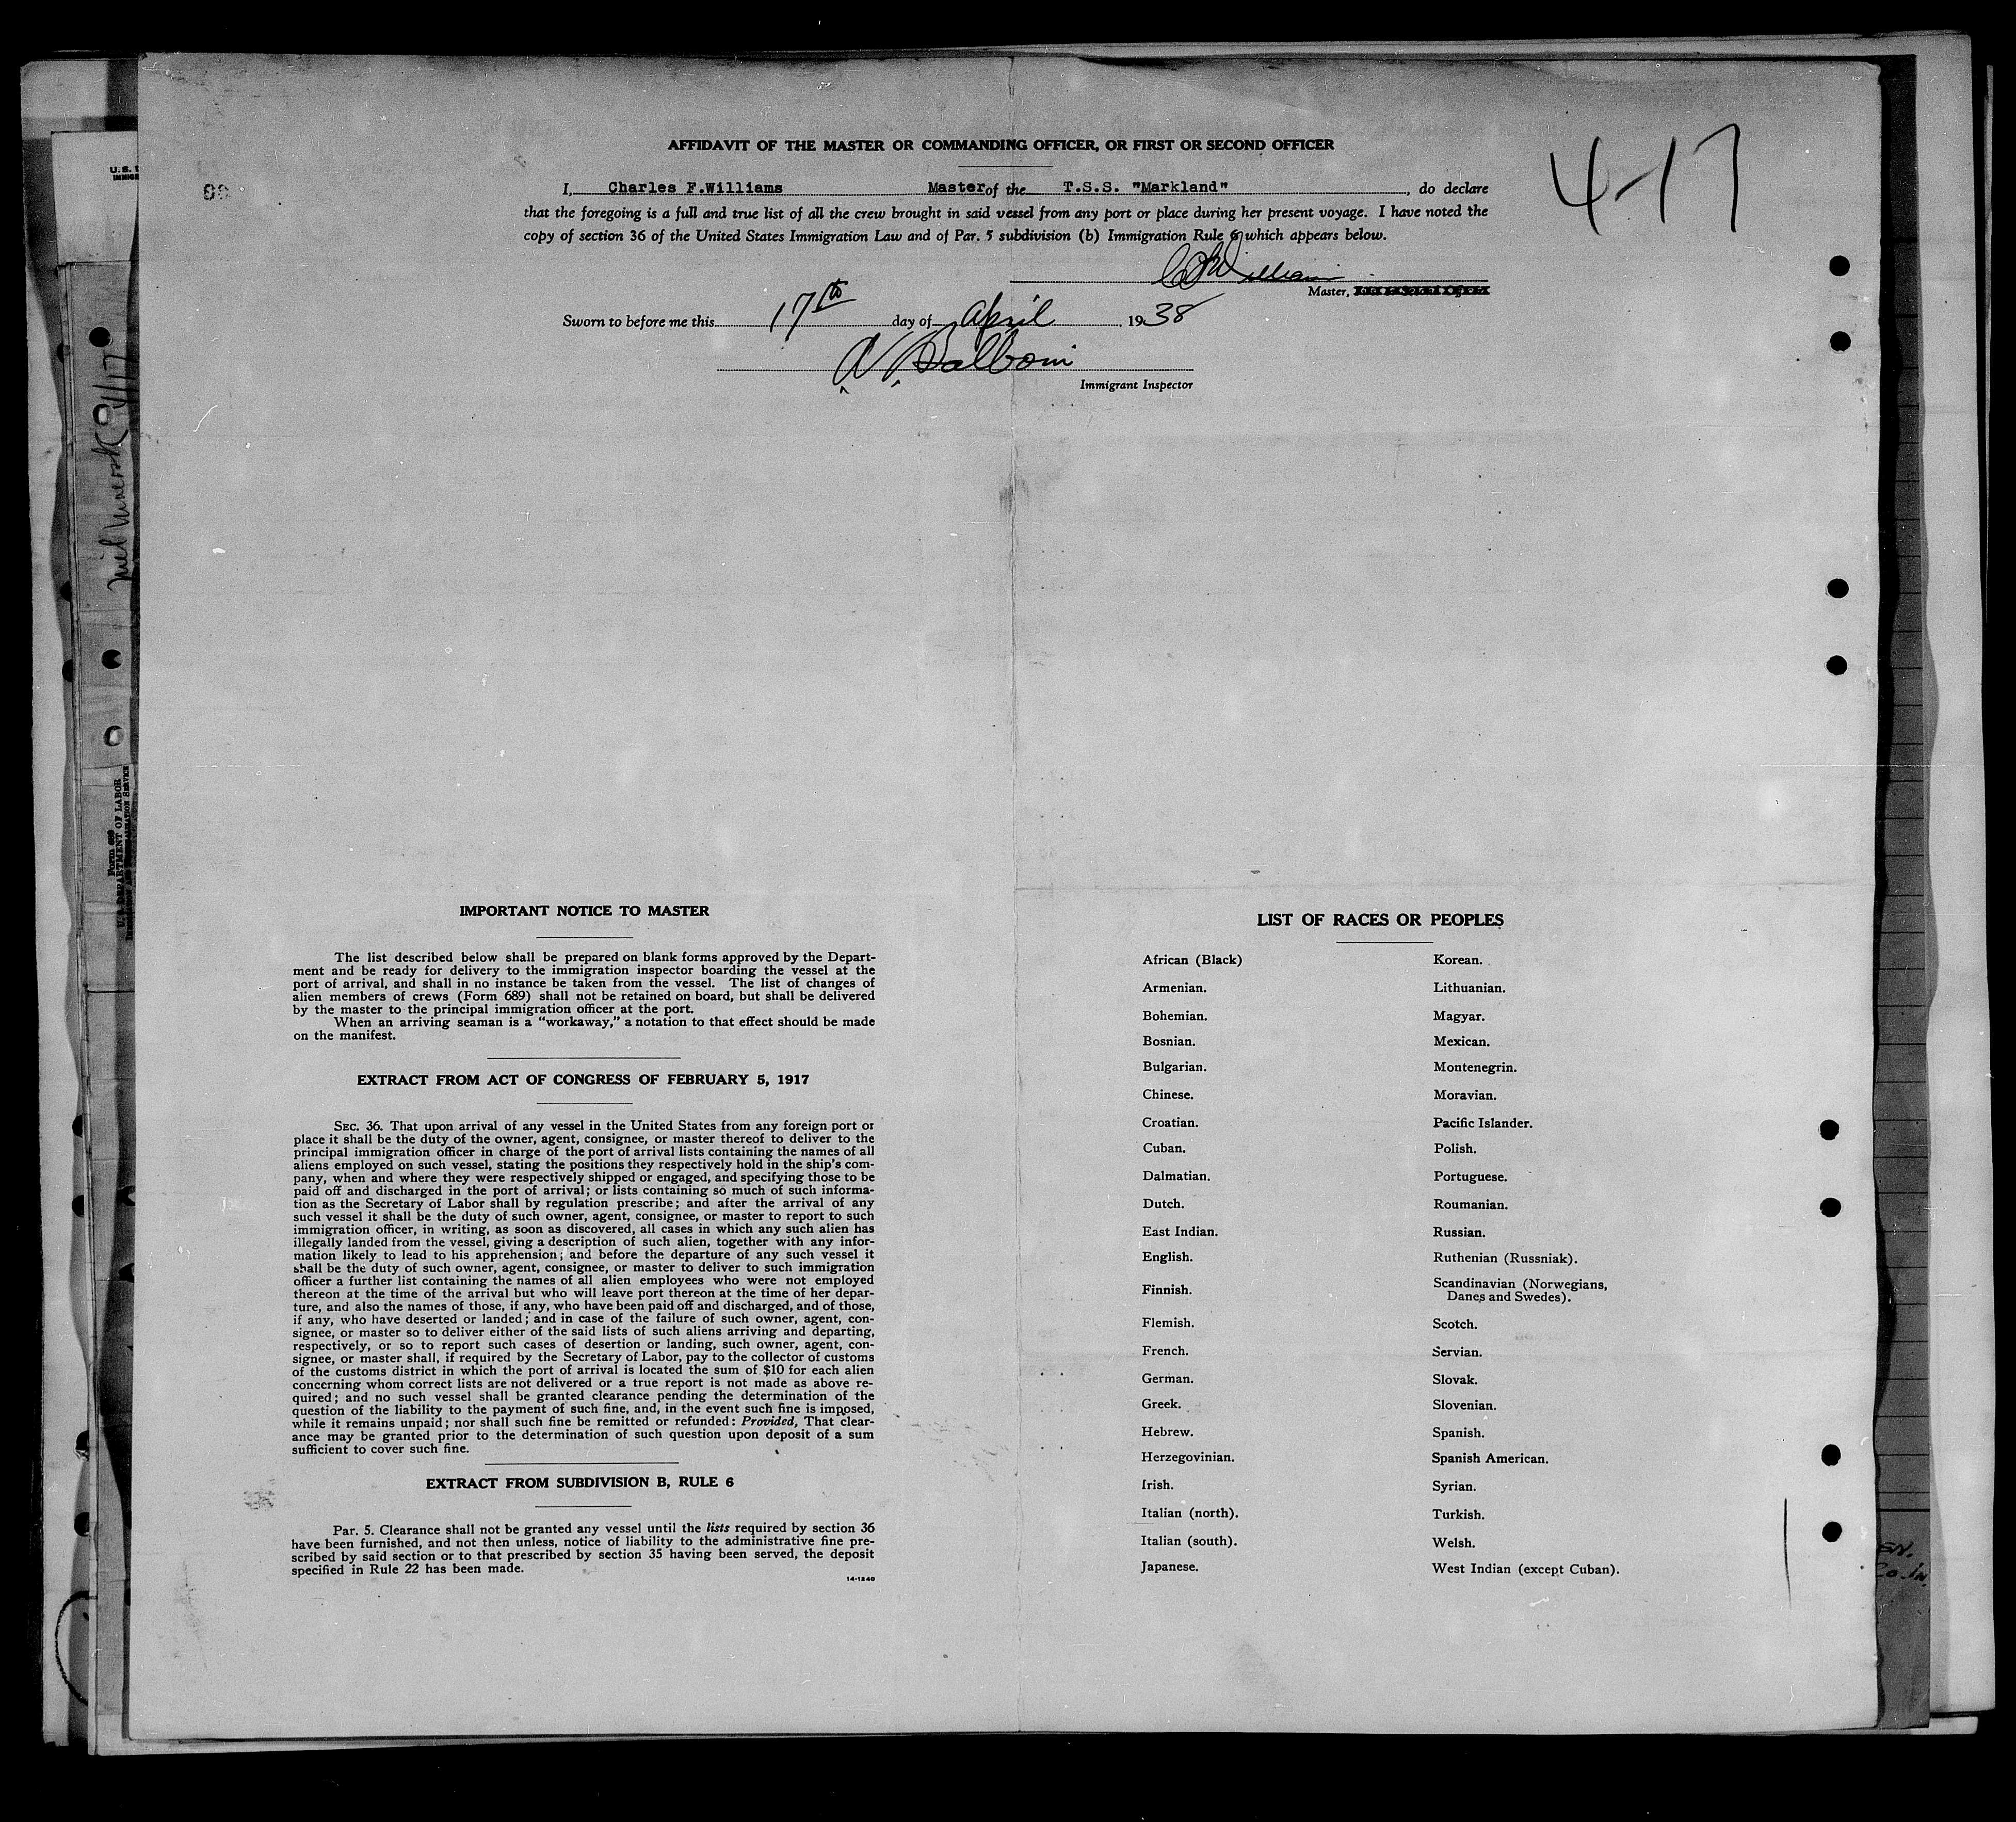 AFFIDAVIT OF THE MASTER OR COMMANDING OFFICER, OR FIRST OR SECOND OFFICER
4-17
I, Charles F.Williams Master of the T.S.S. "Markland", do declare
that the foregoing is a full and true list of all the crew brought in said vessel from any port or place during her present voyage. I have noted the
copy of section 36 of the United States Immigration Law and of Par. 5 subdivision (b) Immigration Rule 6, which appears below.
CFWilliams
Master,
Sworn to before me this 17th day of April, 1938
Immigrant Inspector
U.S.
4/17
Form 689
U.S. DEPARTMENT OF LABOR
IMMIGRATION AND NATURALIZATION SERVICE
IMPORTANT NOTICE TO MASTER
The list described below shall be prepared on blank forms approved by the Depart-
ment and be ready for delivery to the immigration inspector boarding the vessel at the
port of arrival, and shall in no instance be taken from the vessel. The list of changes of
alien members of crews (Form 689) shall not be retained on board, but shall be delivered
by the master to the principal immigration officer at the port.
When an arriving seaman is a "workaway," a notation to that effect should be made
on the manifest.
EXTRACT FROM ACT OF CONGRESS OF FEBRUARY 5, 1917
SEC. 36. That upon arrival of any vessel in the United States from any foreign port or
place it shall be the duty of the owner, agent, consignee, or master thereof to deliver to the
principal immigration officer in charge of the port of arrival lists containing the names of all
aliens employed on such vessel, stating the positions they respectively hold in the ship's com-
pany, when and where they were respectively shipped or engaged, and specifying those to be
paid off and discharged in the port of arrival; or lists containing so much of such informa-
tion as the Secretary of Labor shall by regulation prescribe; and after the arrival of any
such vessel it shall be the duty of such owner, agent, consignee, or master to report to such
immigration officer, in writing, as soon as discovered, all cases in which any such alien has
illegally landed from the vessel, giving a description of such alien, together with any infor-
mation likely to lead to his apprehension; and before the departure of any such vessel it
shall be the duty of such owner, agent, consignee, or master to deliver to such immigration
officer a further list containing the names of all alien employees who were not employed
thereon at the time of the arrival but who will leave port thereon at the time of her depar-
ture, and also the names of those, if any, who have been paid off and discharged, and of those,
if any, who have deserted or landed; and in case of the failure of such owner, agent, con-
signee, or master so to deliver either of the said lists of such aliens arriving and departing,
respectively, or so to report such cases of desertion or landing, such owner, agent, con-
signee, or master shall, if required by the Secretary of Labor, pay to the collector of customs
of the customs district in which the port of arrival is located the sum of $10 for each alien
concerning whom correct lists are not delivered or a true report is not made as above re-
quired; and no such vessel shall be granted clearance pending the determination of the
question of the liability to the payment of such fine, and, in the event such fine is imposed,
while it remains unpaid; nor shall such fine be remitted or refunded: Provided, That clear-
ance may be granted prior to the determination of such question upon deposit of a sum
sufficient to cover such fine.
EXTRACT FROM SUBDIVISION B, RULE 6
Par. 5. Clearance shall not be granted any vessel until the lists required by section 36
have been furnished, and not then unless, notice of liability to the administrative fine pre-
scribed by said section or to that prescribed by section 35 having been served, the deposit
specified in Rule 22 has been made.
14-1240
LIST OF RACES OR PEOPLES
African (Black)
Armenian.
Bohemian.
Bosnian.
Bulgarian.
Chinese.
Croatian.
Cuban.
Dalmatian.
Dutch.
East Indian.
English.
Finnish.
Flemish.
French.
German.
Greek.
Hebrew.
Herzegovinian.
Irish.
Italian (north).
Italian (south).
Japanese.
Korean.
Lithuanian.
Magyar.
Mexican.
Montenegrin.
Moravian.
Pacific Islander.
Polish.
Portuguese.
Roumanian.
Russian.
Ruthenian (Russniak).
Scandinavian (Norwegians,
Danes and Swedes).
Scotch.
Servian.
Slovak.
Slovenian.
Spanish.
Spanish American.
Syrian.
Turkish.
Welsh.
West Indian (except Cuban).